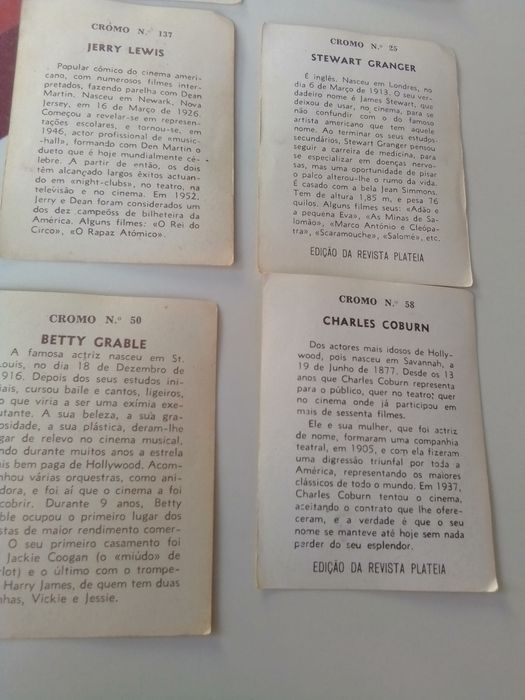 CROMO N.º 137
JERRY LEWIS
Popular cómico do cinema ameri-
cano, com numerosos filmes inter-
pretados, fazendo parelha com Dean
Martin. Nasceu em Newark, Nova
Jersey, em 16 de Março de 1926.
Começou a revelar-se em represen-
tações escolares, e tornou-se, em
1946, actor profissional de «music-
-hall», formando com Den Martin o
dueto que é hoje mundialmente cé-
lebre. A partir de então, os dois
têm alcançado largos êxitos actuan-
do em «night-clubs», no teatro, na
televisão e no cinema. Em 1952,
Jerry e Dean foram considerados um
dos dez campeõss de bilheteira da
América. Alguns filmes: «O Rei do
Circo», «O Rapaz Atómico».
CROMO N.º 25
STEWART GRANGER
É inglês. Nasceu em Londres, no
dia 6 de Março de 1913. O seu ver-
dadeiro nome é James Stewart, que
deixou de usar, no cinema, para se
não confundir com o do famoso
artista americano que tem aquele
nome. Ao terminar os seus estudos
secundários, Stewart Granger pensou
seguir a carreira de medicina, para
se especializar em doenças nervo-
sas, mas uma oportunidade de pisar
o palco alterou-lhe o rumo da vida.
É casado com a bela Jean Simmons.
Tem de altura 1,85 m, e pesa 76
quilos. Alguns filmes seus: «Adão e
a pequena Eva», «As Minas de Sa-
lomão», «Marco António e Cleópa-
tra», «Scaramouche», «Salomé», etc.
EDIÇÃO DA REVISTA PLATEIA
CROMO N.º 50
BETTY GRABLE
A famosa actriz nasceu em St.
Louis, no dia 18 de Dezembro de
1916. Depois dos seus estudos ini-
iais, cursou baile e cantos, ligeiros,
o que viria a ser uma exímia exe-
utante. A sua beleza, a sua gra-
osidade, a sua plástica, deram-lhe
gar de relevo no cinema musical,
ndo durante muitos anos a estrela
is bem paga de Hollywood. Acom-
nhou várias orquestras, como ani-
dora, e foi aí que o cinema a foi
cobrir. Durante 9 anos, Betty
ble ocupou o primeiro lugar dos
stas de maior rendimento comer-
O seu primeiro casamento foi
Jackie Coogan (o «miúdo» de
rlot) e o último com o trompe-
Harry James, de quem tem duas
nhas, Vickie e Jessie.
CROMO N.º 58
CHARLES COBURN
Dos actores mais idosos de Holly-
wood, pois nasceu em Savannah, a
19 de Junho de 1877. Desde os 13
anos que Charles Coburn representa
para o público, quer no teatro, quer
no cinema onde já participou em
mais de sessenta filmes.
Ele e sua mulher, que foi actriz
de nome, formaram uma companhia
teatral, em 1905, e com ela fizeram
uma digressão triunfal por toda a
América, representando os maiores
clássicos de todo o mundo. Em 1937,
Charles Coburn tentou o cinema,
aceitando o contrato que lhe ofere-
ceram, e a verdade é que o seu
nome se manteve até hoje sem nada
perder do seu esplendor.
EDIÇÃO DA REVISTA PLATEIA